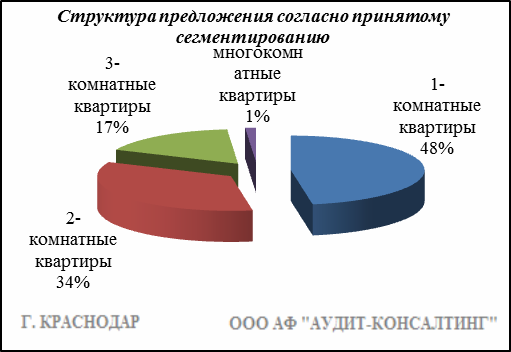 Структура предложения согласно принятому
сегментированию
3-
комнатные
квартиры
17%
многокомн
атные
квартиры
1%
1-
комнатные
квартиры
48%
2-
комнатные
квартиры
34%
Г. КРАСНОДАР
ООО АФ "АУДИТ-КОНСАЛТИНГ"